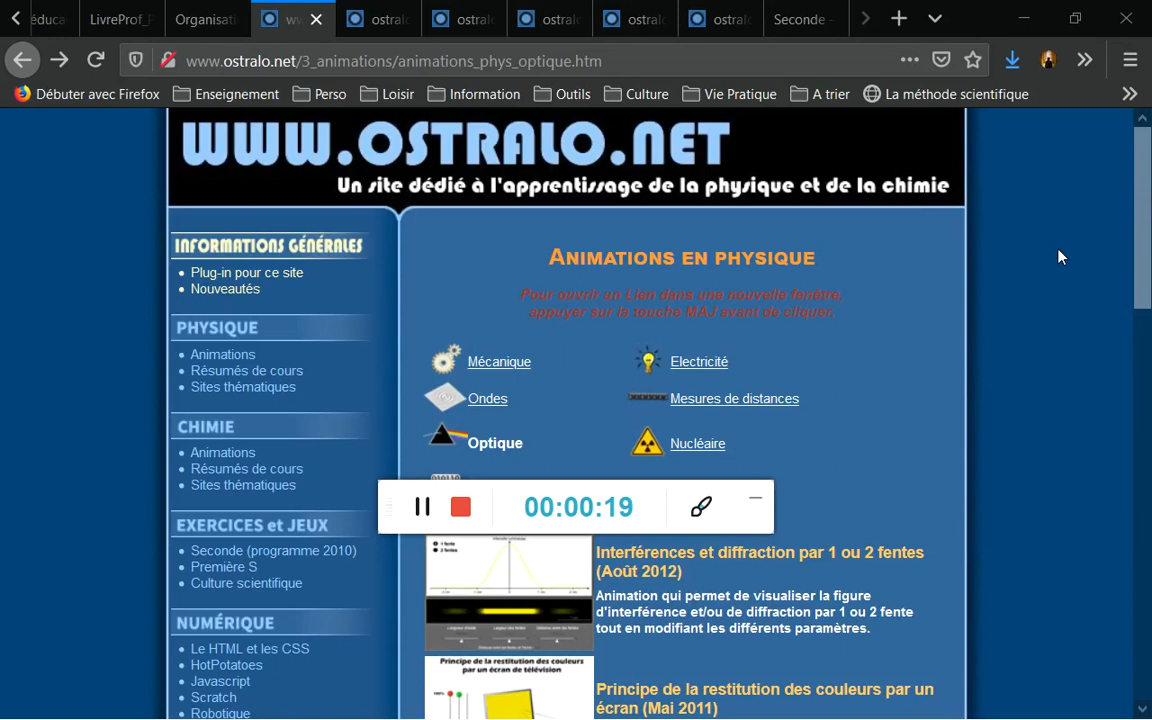 éduca
LivreProf_P
Organisati
ww
ostralo
ostralo
ostralo
ostralo
ostralo
Seconde -
www.ostralo.net/3_animations/animations_phys_optique.htm
Débuter avec Firefox
Enseignement
Perso
Loisir
Information
Outils
Culture
Vie Pratique
A trier
La méthode scientifique
WWW.OSTRALO.NET
Un site dédié à l'apprentissage de la physique et de la chimie
INFORMATIONS GÉNÉRALES
Plug-in pour ce site
Nouveautés
PHYSIQUE
Animations
Résumés de cours
Sites thématiques
CHIMIE
Animations
Résumés de cours
Sites thématiques
EXERCICES et JEUX
Seconde (programme 2010)
Première S
Culture scientifique
NUMÉRIQUE
Le HTML et les CSS
HotPotatoes
Javascript
Scratch
Robotique
ANIMATIONS EN PHYSIQUE
Pour ouvrir un Lien dans une nouvelle fenêtre,
appuyer sur la touche MAJ avant de cliquer.
Mécanique
Electricité
Ondes
Mesures de distances
Optique
Nucléaire
00:00:19
Interférences et diffraction par 1 ou 2 fentes
(Août 2012)
Animation qui permet de visualiser la figure
d'interférence et/ou de diffraction par 1 ou 2 fente
tout en modifiant les différents paramètres.
Principe de la restitution des couleurs
par un écran de télévision
Principe de la restitution des couleurs par un
écran (Mai 2011)